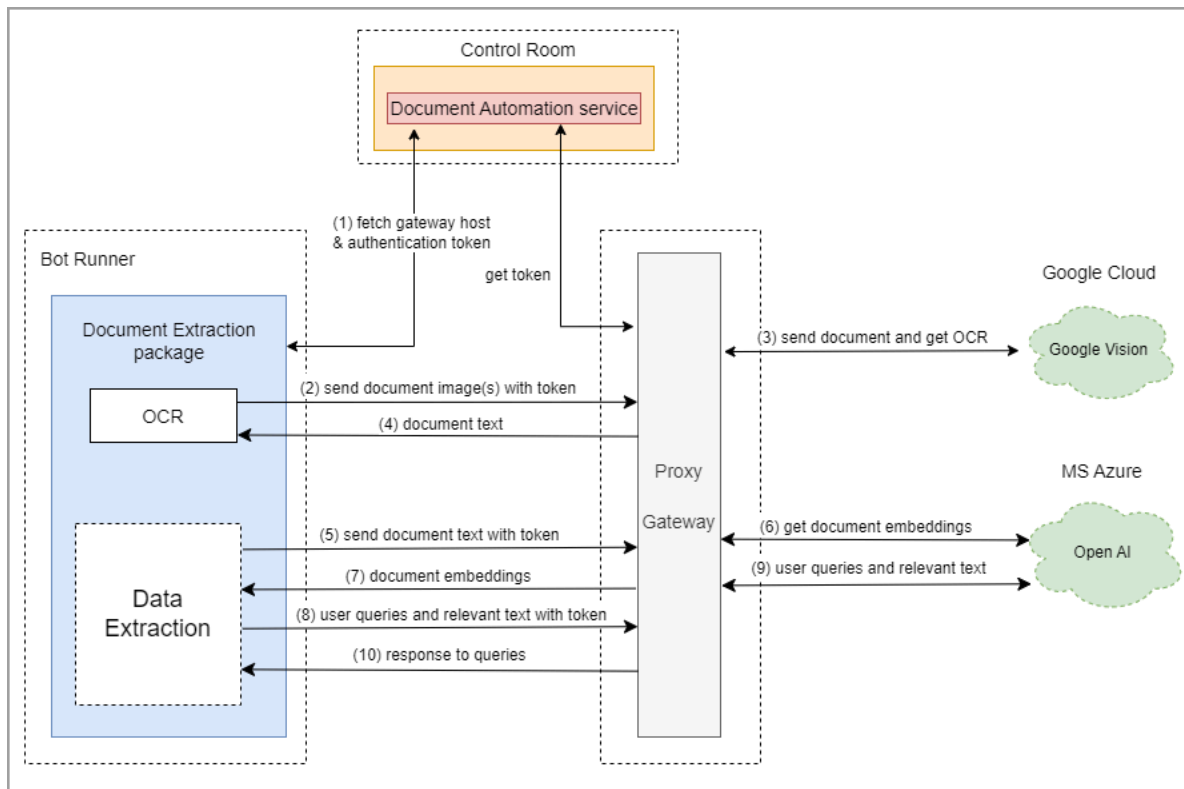 Control Room
Document Automation service
(1) fetch gateway host
& authentication token
get token
Bot Runner
Document Extraction
package
OCR
(2) send document image(s) with token
(4) document text
Data
Extraction
(5) send document text with token
(7) document embeddings
(8) user queries and relevant text with token
(10) response to queries
Proxy
Gateway
Google Cloud
(3) send document and get OCR
Google Vision
MS Azure
(6) get document embeddings
Open AI
(9) user queries and relevant text